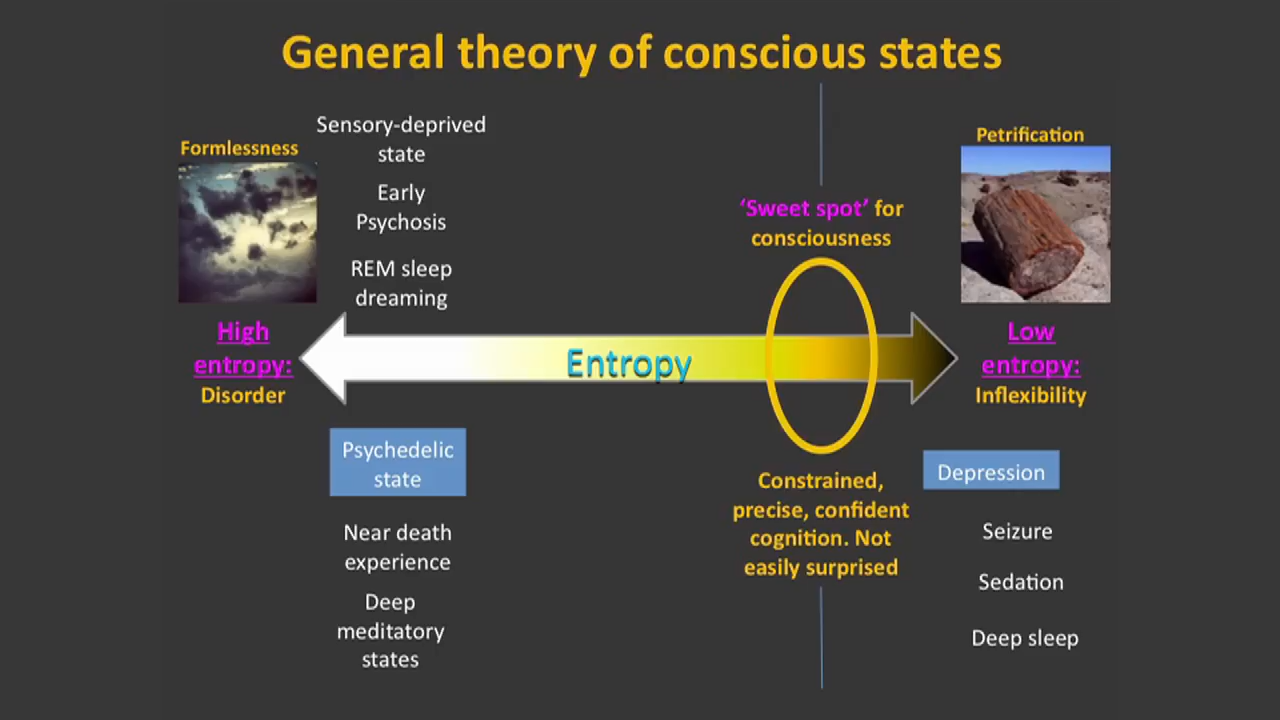 General theory of conscious states
Formlessness
Sensory-deprived
state
Early
Psychosis
REM sleep
dreaming
‘Sweet spot’ for
consciousness
Petrification
High
entropy:
Disorder
Entropy
Low
entropy:
Inflexibility
Psychedelic
state
Near death
experience
Deep
meditatory
states
Constrained,
precise, confident
cognition. Not
easily surprised
Depression
Seizure
Sedation
Deep sleep